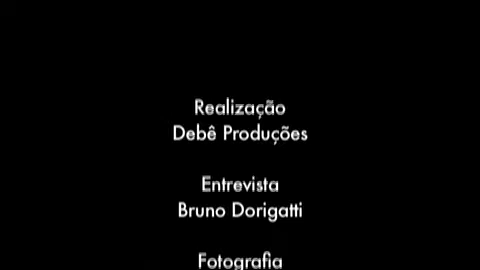 Realização
Debê Produções
Entrevista
Bruno Dorigatti
Fotografia